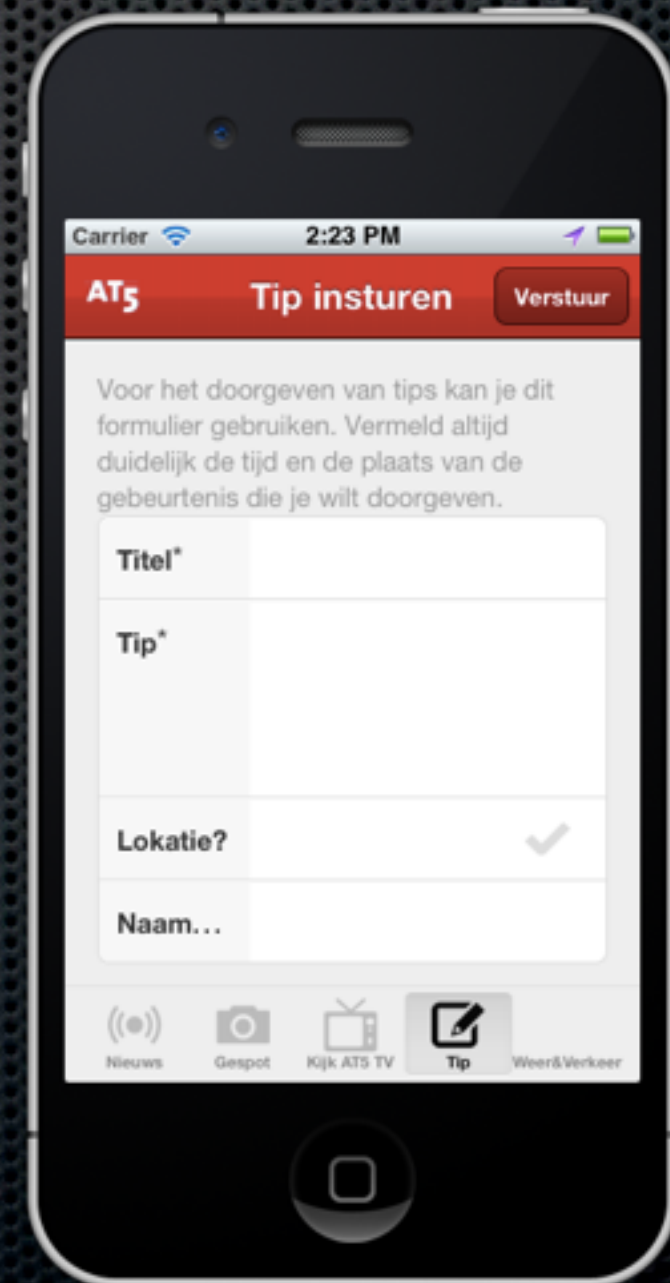 Carrier 2:23 PM
AT5 Tip insturen Verstuur
Voor het doorgeven van tips kan je dit
formulier gebruiken. Vermeld altijd
duidelijk de tijd en de plaats van de
gebeurtenis die je wilt doorgeven.
Titel*
Tip*
Lokatie?
Naam...
Nieuws Gespot Kijk AT5 TV Tip Weer&Verkeer